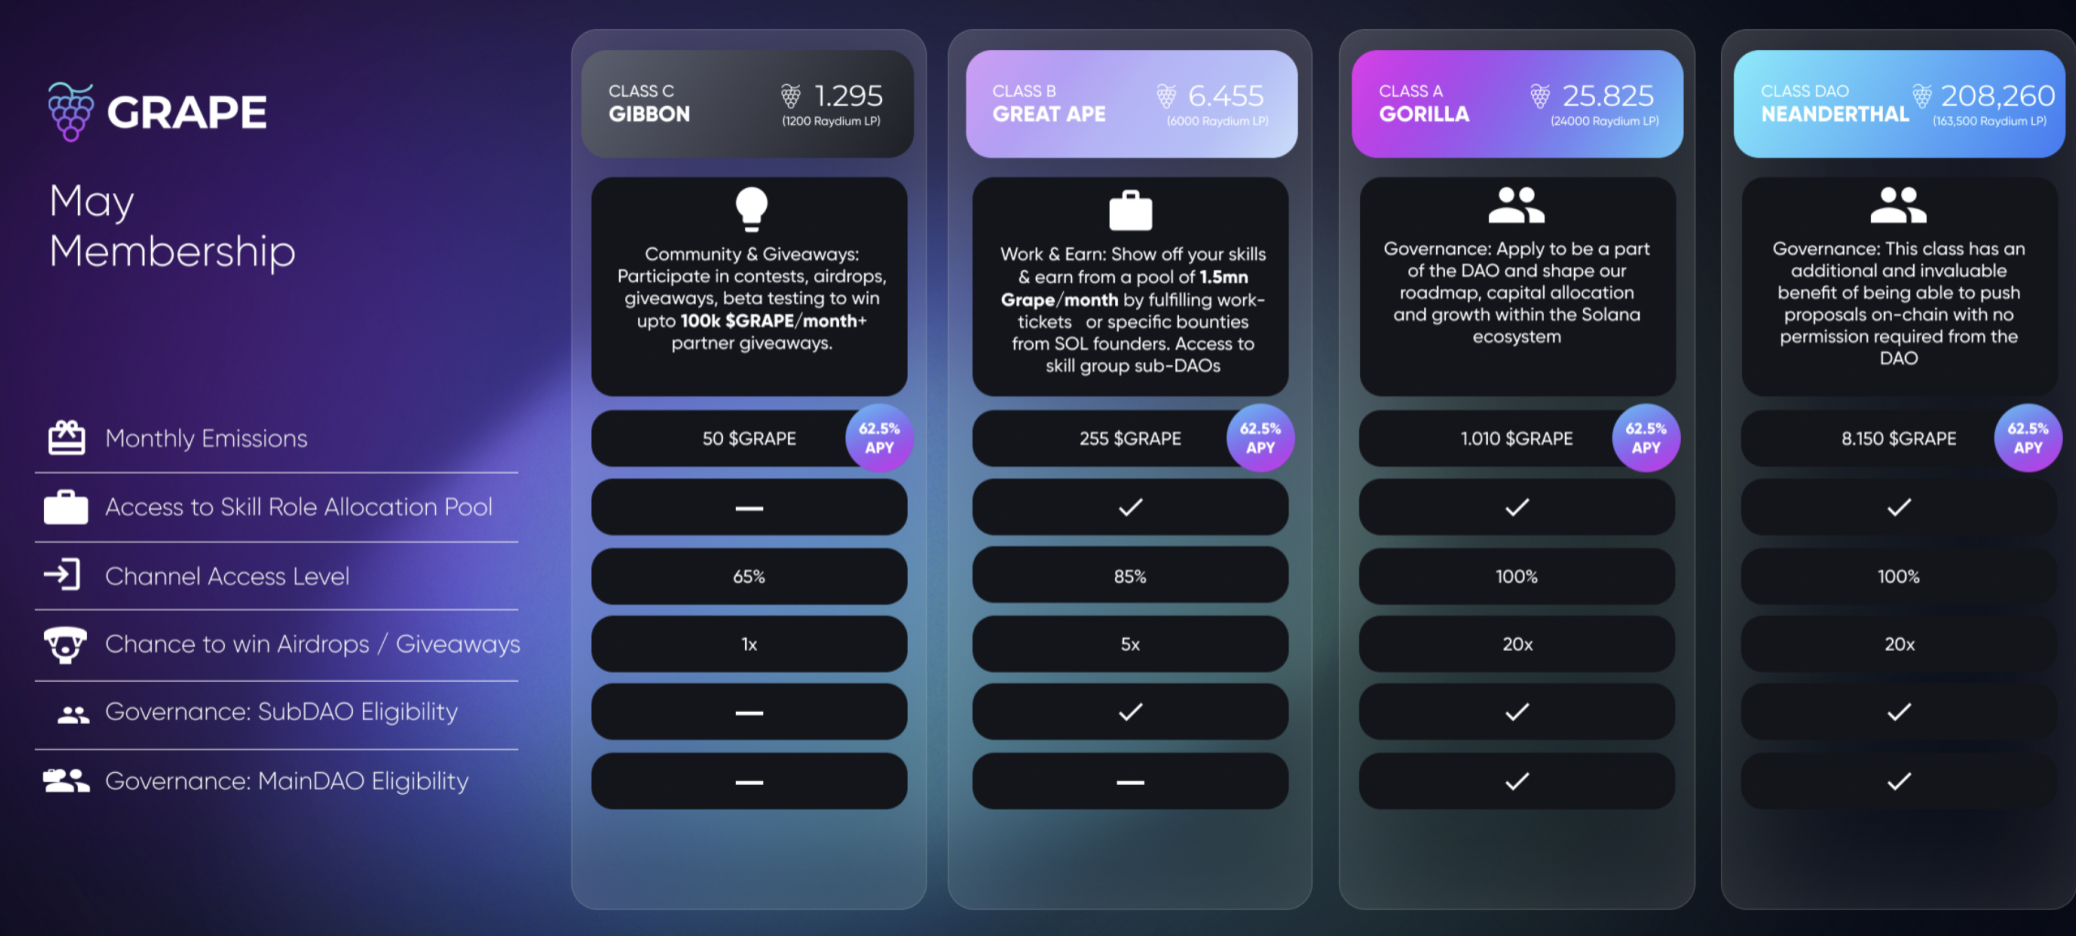 GRAPE
May
Membership
CLASS C
GIBBON
1.295
(1200 Raydium LP)
Community & Giveaways:
Participate in contests, airdrops,
giveaways, beta testing to win
upto 100k $GRAPE/month+
partner giveaways.
CLASS B
GREAT APE
6.455
(6000 Raydium LP)
Work & Earn: Show off your skills
& earn from a pool of 1.5mn
Grape/month by fulfilling work-
tickets or specific bounties
from SOL founders. Access to
skill group sub-DAOs
CLASS A
GORILLA
25.825
(24000 Raydium LP)
Governance: Apply to be a part
of the DAO and shape our
roadmap, capital allocation
and growth within the Solana
ecosystem
CLASS DAO
NEANDERTHAL
208,260
(163,500 Raydium LP)
Governance: This class has an
additional and invaluable
benefit of being able to push
proposals on-chain with no
permission required from the
DAO
Monthly Emissions
50 $GRAPE
62.5%
APY
255 $GRAPE
62.5%
APY
1.010 $GRAPE
62.5%
APY
8.150 $GRAPE
62.5%
APY
Access to Skill Role Allocation Pool
Channel Access Level
65%
85%
100%
100%
Chance to win Airdrops / Giveaways
1x
5x
20x
20x
Governance: SubDAO Eligibility
Governance: MainDAO Eligibility